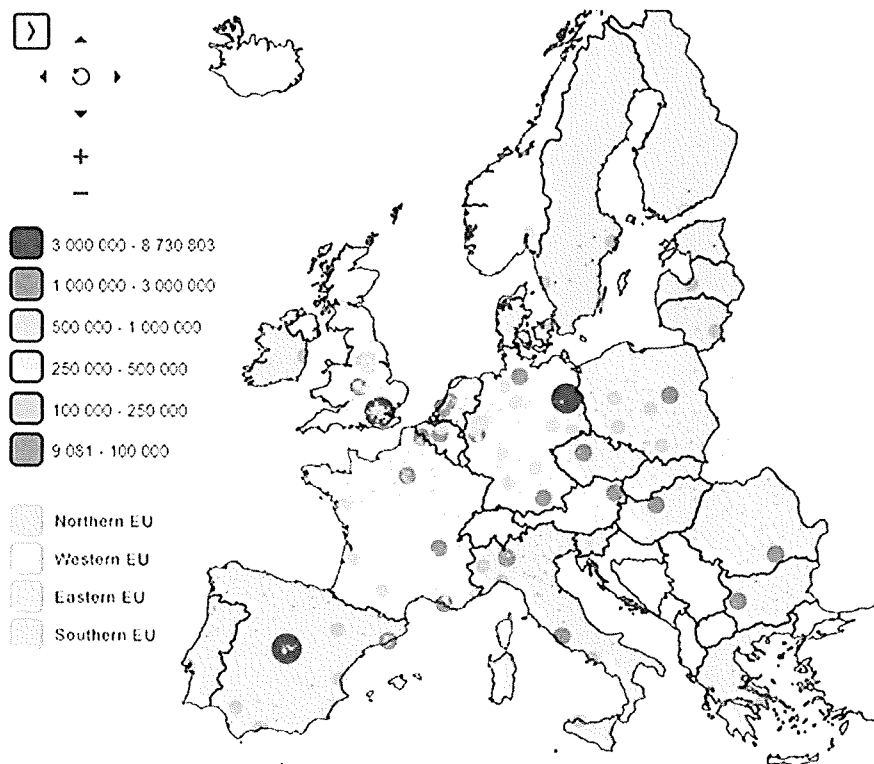 3 000 000 - 8 730 803
1 000 000 - 3 000 000
500 000 - 1 000 000
250 000 - 500 000
100 000 - 250 000
9 081 - 100 000
Northern EU
Western EU
Eastern EU
Southern EU